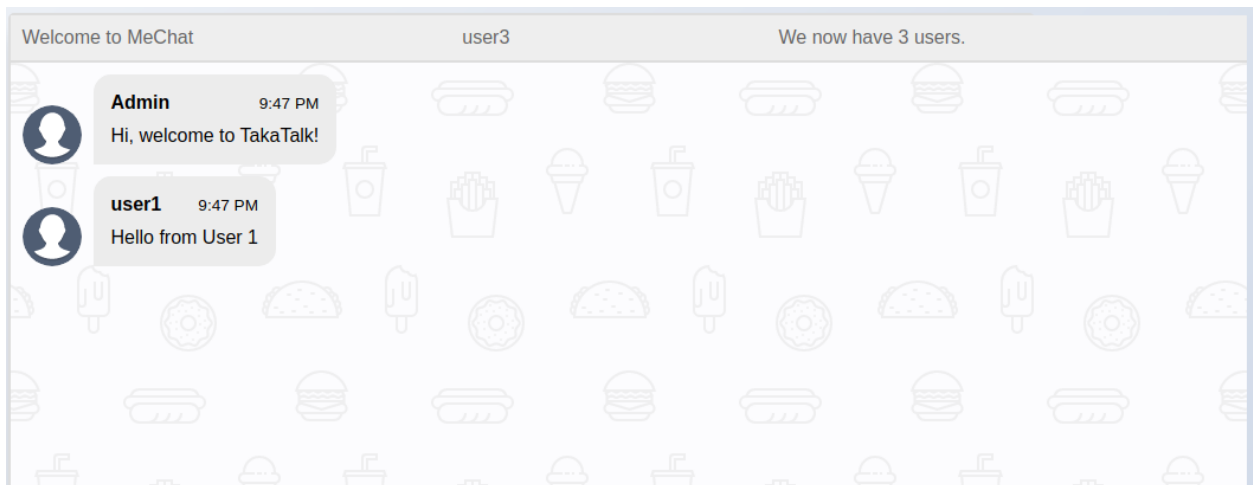 Welcome to MeChat user3 We now have 3 users.
Admin 9:47 PM
Hi, welcome to TakaTalk!
user1 9:47 PM
Hello from User 1